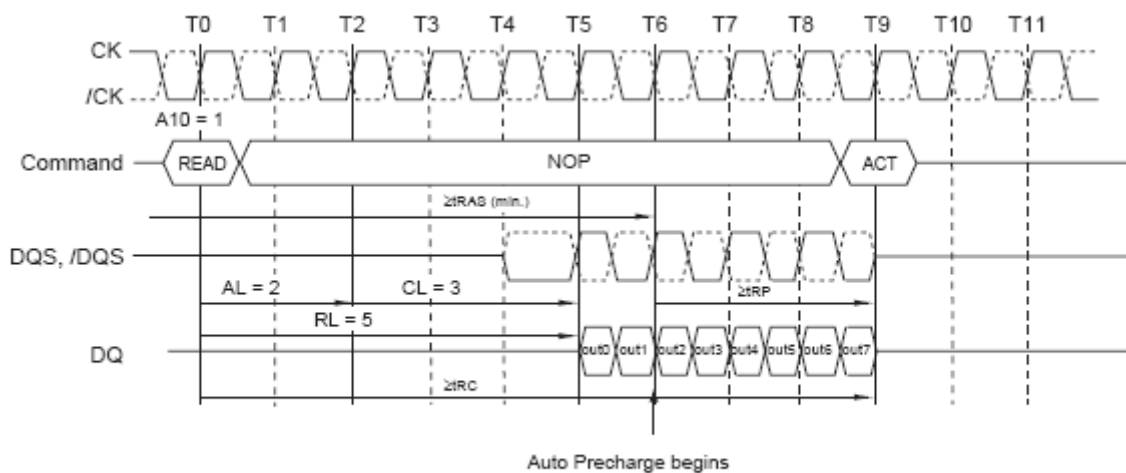 T0 T1 T2 T3 T4 T5 T6 T7 T8 T9 T10 T11
CK
/CK
A10 = 1
Command READ NOP ACT
≥tRAS (min.)
DQS, /DQS
AL = 2 CL = 3 ≥tRP
RL = 5
DQ out0 out1 out2 out3 out4 out5 out6 out7
≥tRC
Auto Precharge begins